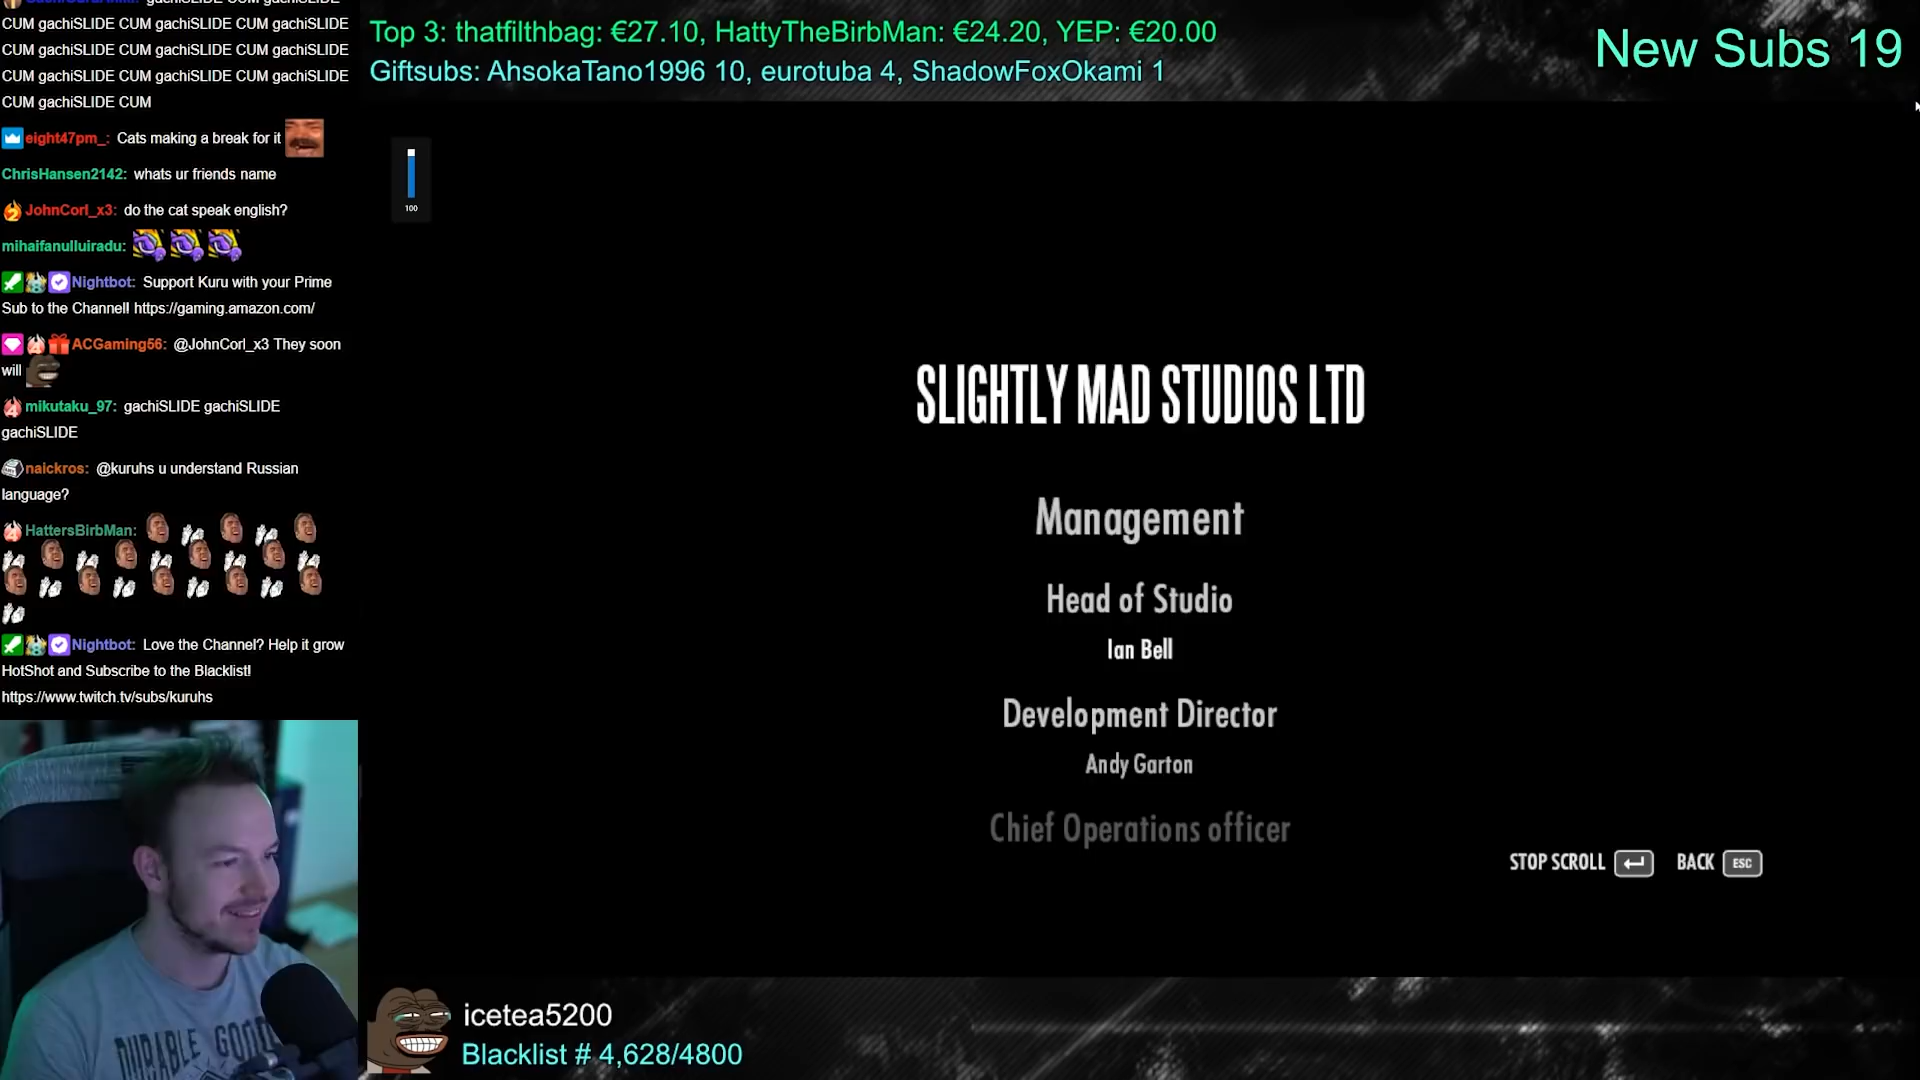 CUM gachiSLIDE CUM gachiSLIDE CUM
CUM gachiSLIDE CUM gachiSLIDE CUM gachiSLIDE
CUM gachiSLIDE CUM gachiSLIDE CUM gachiSLIDE
CUM gachiSLIDE CUM
eight47pm_: Cats making a break for it
ChrisHansen2142: whats ur friends name
JohnCorl_x3: do the cat speak english?
mihaifanulluiradu:
Nightbot: Support Kuru with your Prime
Sub to the Channel! https://gaming.amazon.com/
ACGaming56: @JohnCorl_x3 They soon
will
mikutaku_97: gachiSLIDE gachiSLIDE
gachiSLIDE
naickros: @kuruhs u understand Russian
language?
HattersBirbMan:
Nightbot: Love the Channel? Help it grow
HotShot and Subscribe to the Blacklist!
https://www.twitch.tv/subs/kuruhs
DURABLE GOOD
Top 3: thatfilthbag: €27.10, HattyTheBirbMan: €24.20, YEP: €20.00
Giftsubs: AhsokaTano1996 10, eurotuba 4, ShadowFoxOkami 1
New Subs 19
100
SLIGHTLY MAD STUDIOS LTD
Management
Head of Studio
Ian Bell
Development Director
Andy Garton
Chief Operations officer
STOP SCROLL BACK ESC
icetea5200
Blacklist # 4,628/4800